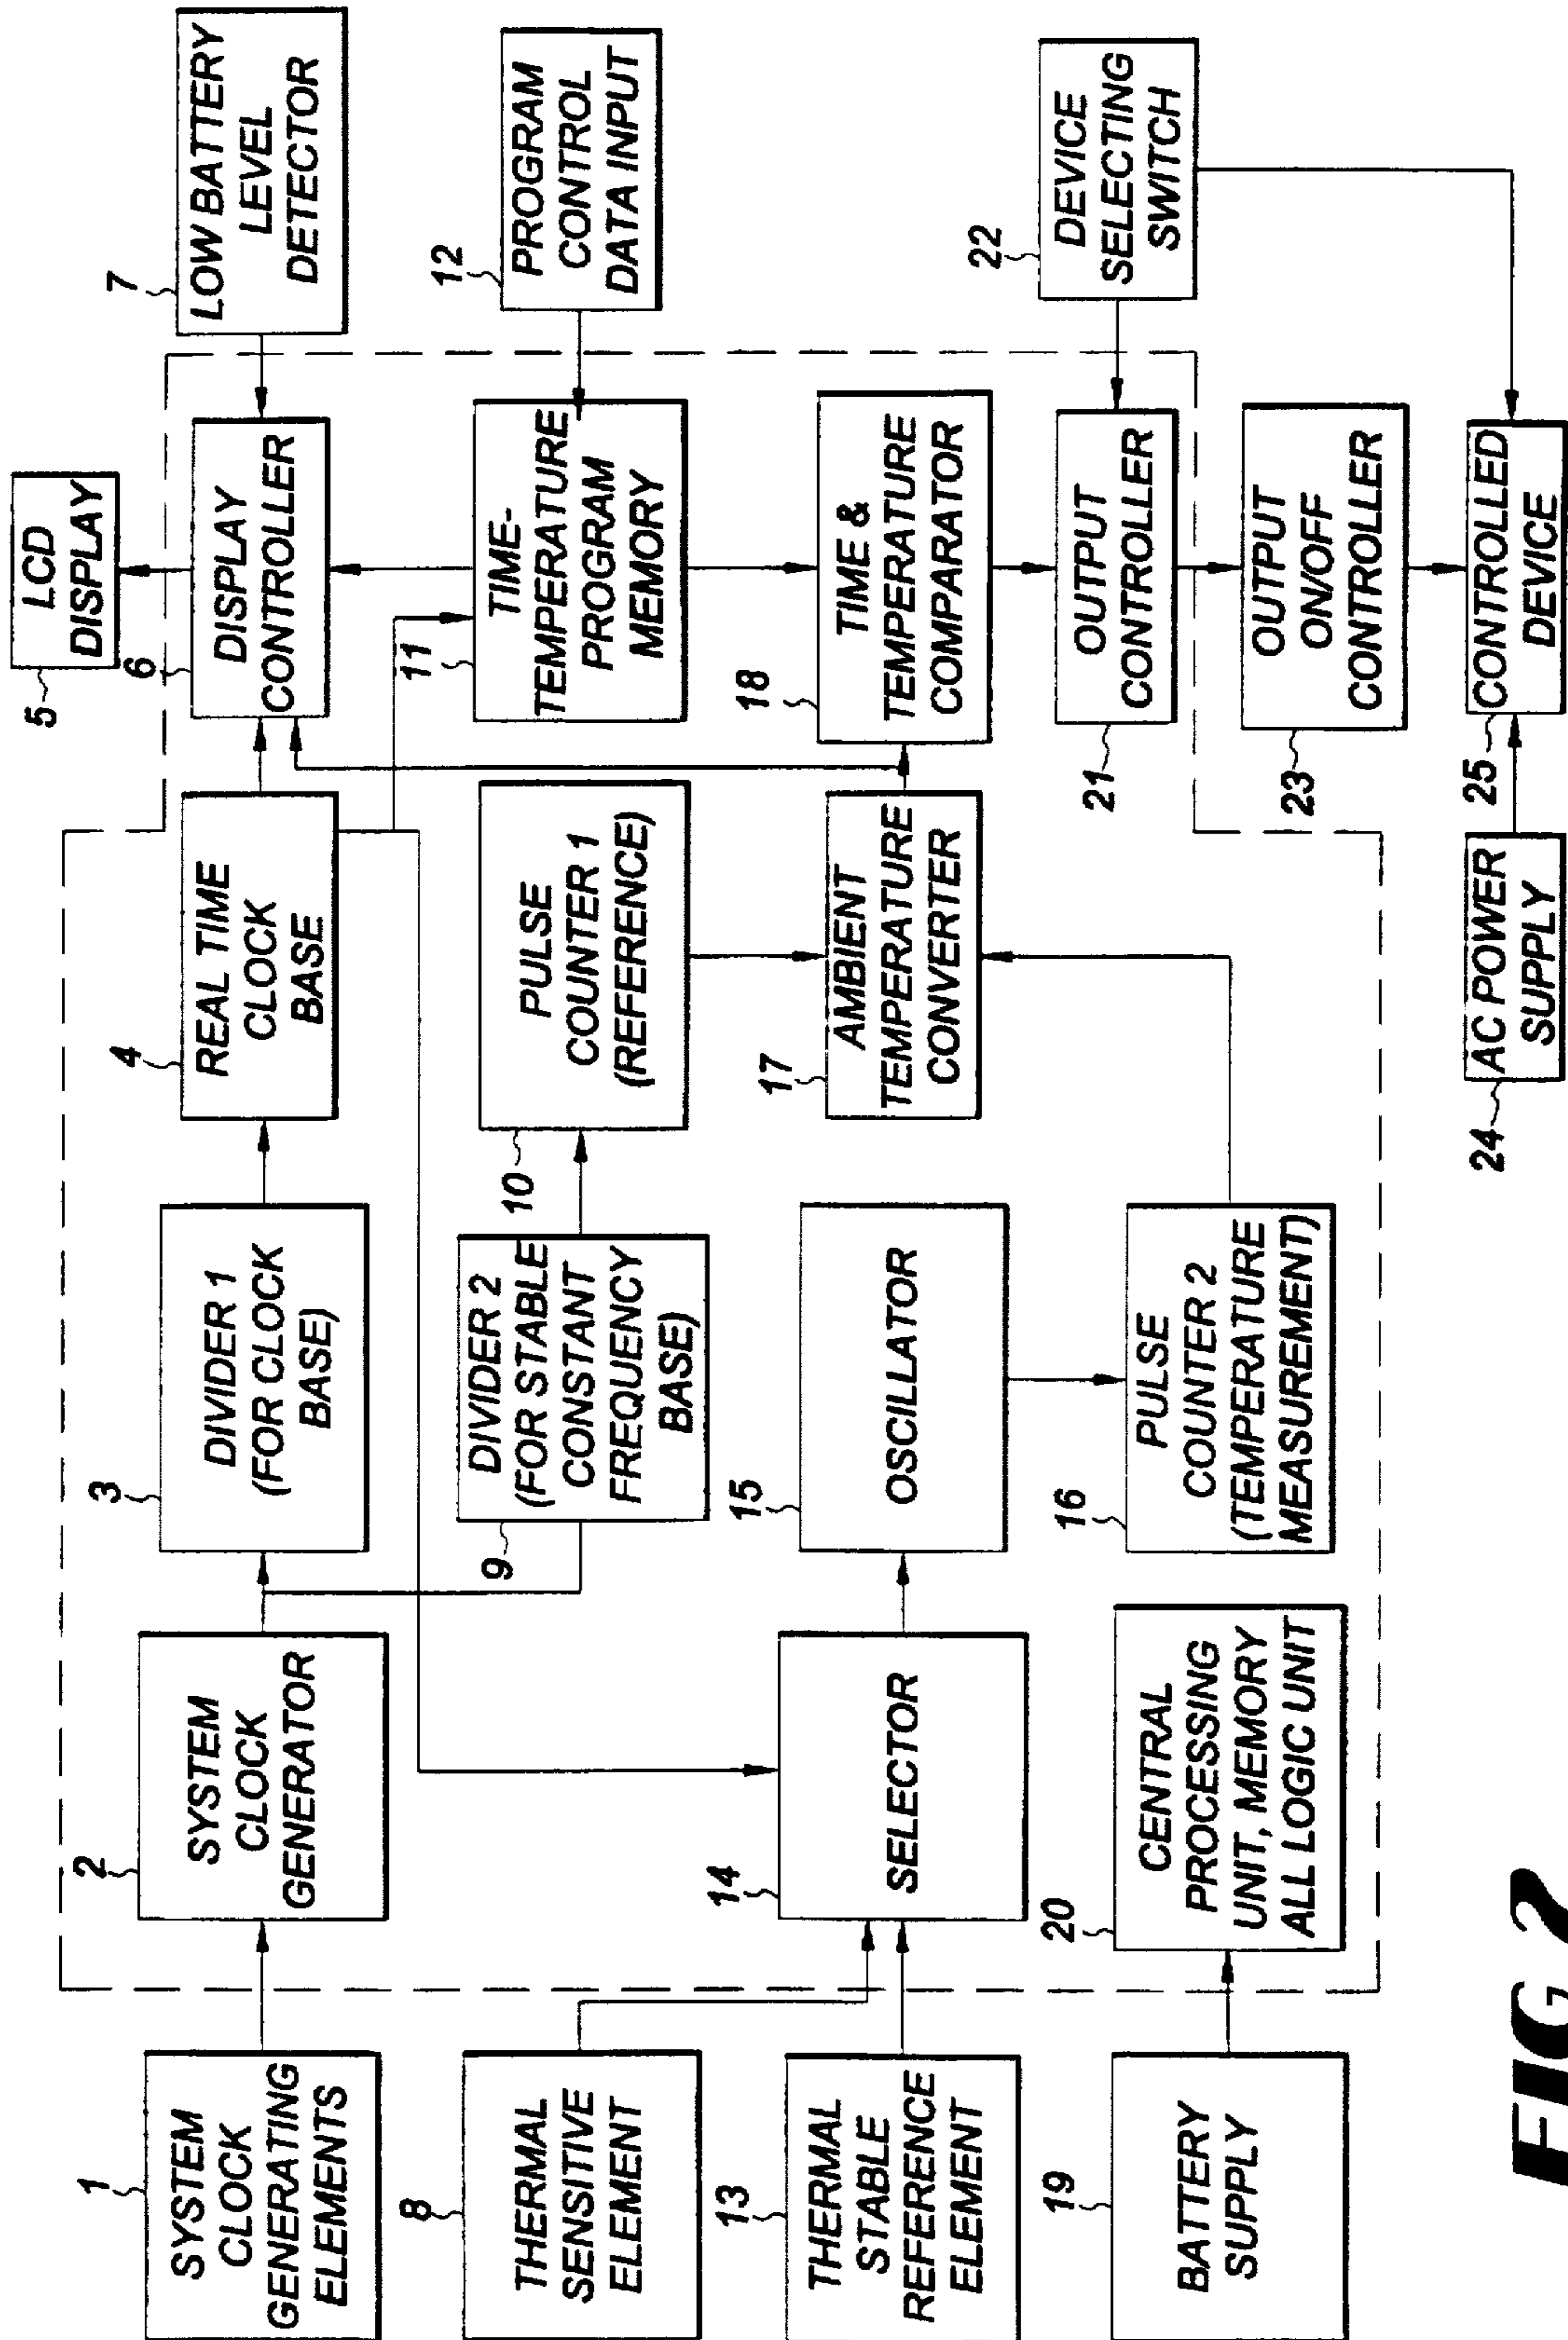 1
SYSTEM
CLOCK
GENERATING
ELEMENTS
2
SYSTEM
CLOCK
GENERATOR
3
DIVIDER 1
(FOR CLOCK
BASE)
4
REAL TIME
CLOCK
BASE
5
LCD
DISPLAY
6
DISPLAY
CONTROLLER
7
LOW BATTERY
LEVEL
DETECTOR
8
THERMAL
SENSITIVE
ELEMENT
9
DIVIDER 2
(FOR STABLE
CONSTANT
FREQUENCY
BASE)
10
PULSE
COUNTER 1
(REFERENCE)
11
TIME-
TEMPERATURE
PROGRAM
MEMORY
12
PROGRAM
CONTROL
DATA INPUT
13
THERMAL
STABLE
REFERENCE
ELEMENT
14
SELECTOR
15
OSCILLATOR
16
PULSE
COUNTER 2
(TEMPERATURE
MEASUREMENT)
17
AMBIENT
TEMPERATURE
CONVERTER
18
TIME &
TEMPERATURE
COMPARATOR
19
BATTERY
SUPPLY
20
CENTRAL
PROCESSING
UNIT, MEMORY
ALL LOGIC UNIT
21
OUTPUT
CONTROLLER
22
DEVICE
SELECTING
SWITCH
23
OUTPUT
ON/OFF
CONTROLLER
24
AC POWER
SUPPLY
25
CONTROLLED
DEVICE
FIG 2